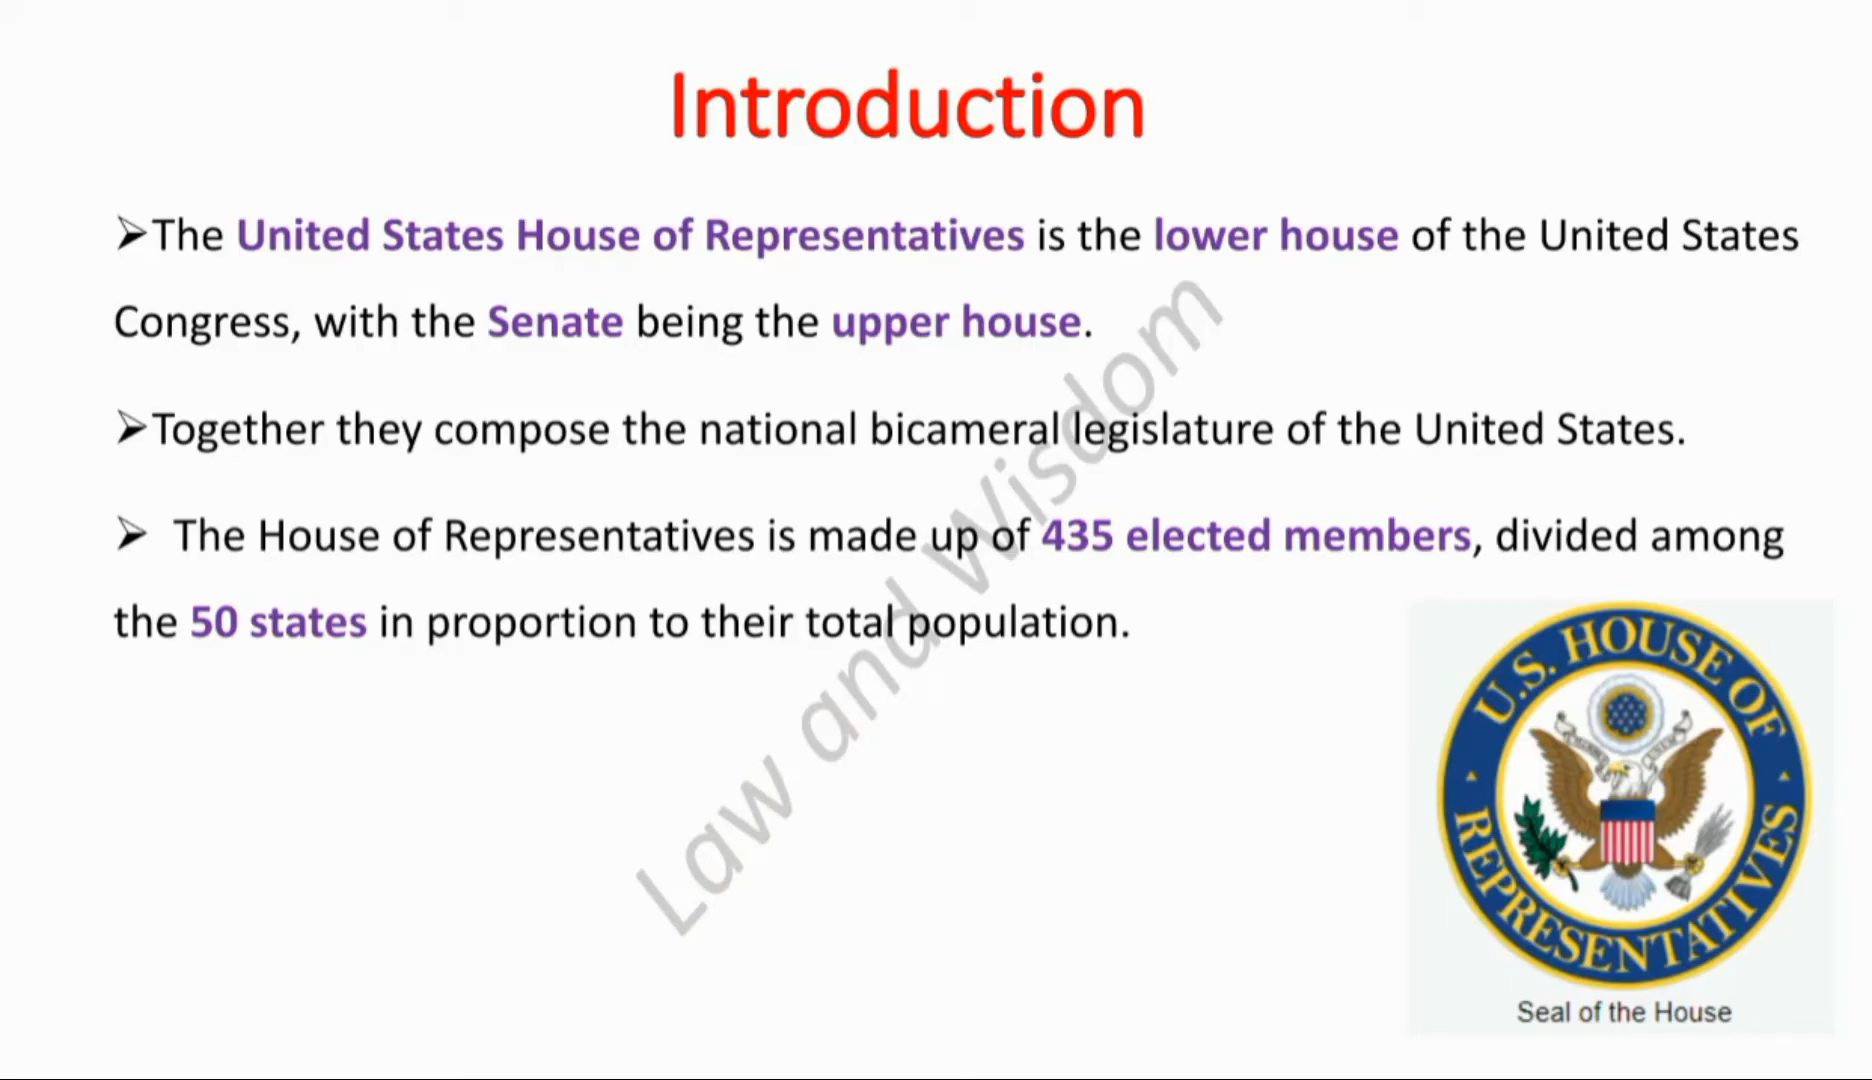 Introduction
➢The United States House of Representatives is the lower house of the United States
Congress, with the Senate being the upper house.
➢Together they compose the national bicameral legislature of the United States.
➢ The House of Representatives is made up of 435 elected members, divided among
the 50 states in proportion to their total population.
Law and Wisdom
U.S. HOUSE OF
REPRESENTATIVES
Seal of the House